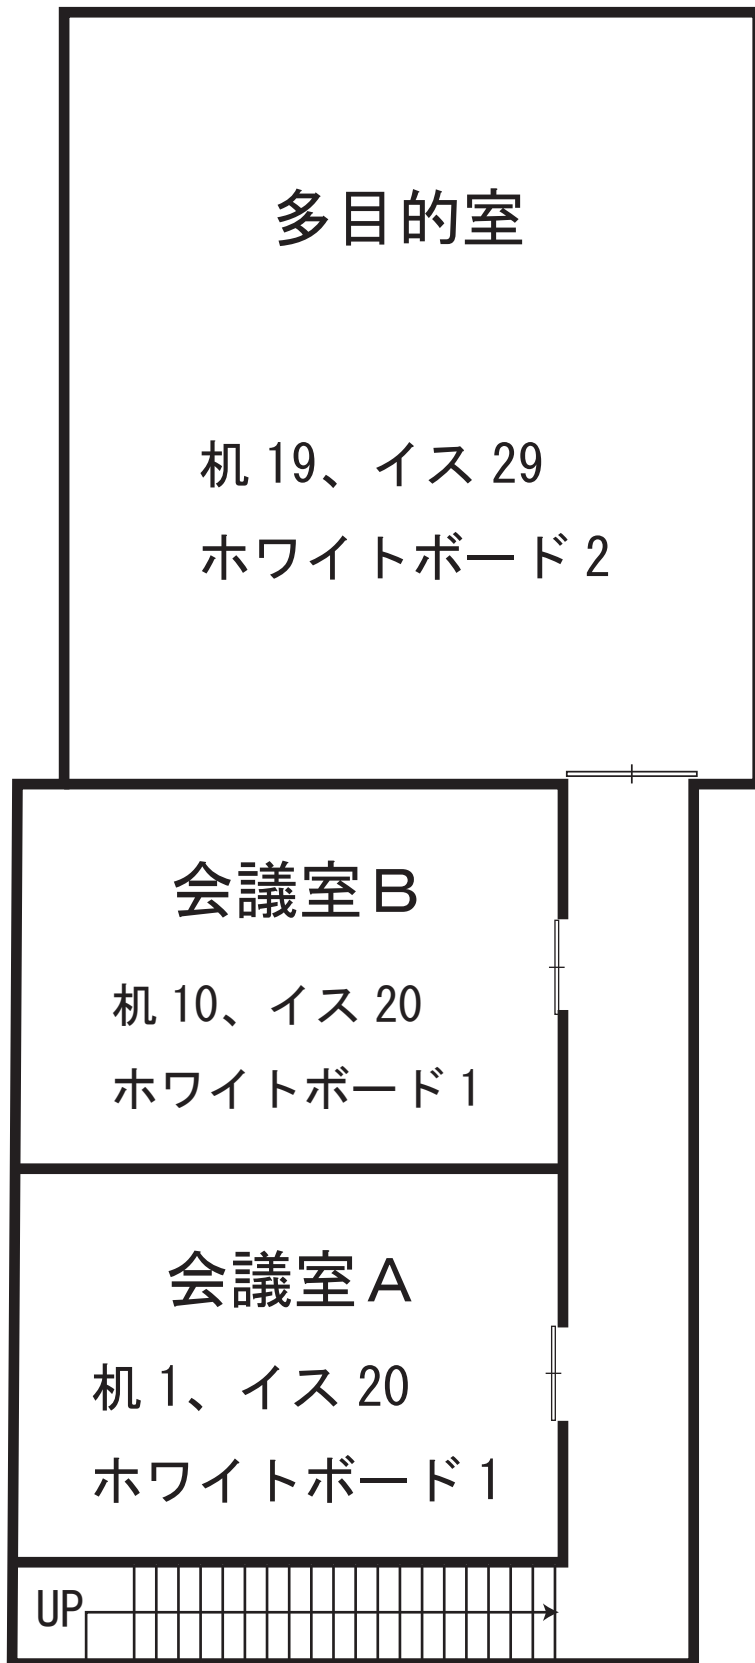 多目的室
机 19、イス 29
ホワイトボード 2
会議室B
机 10、イス 20
ホワイトボード 1
会議室A
机 1、イス 20
ホワイトボード 1
UP